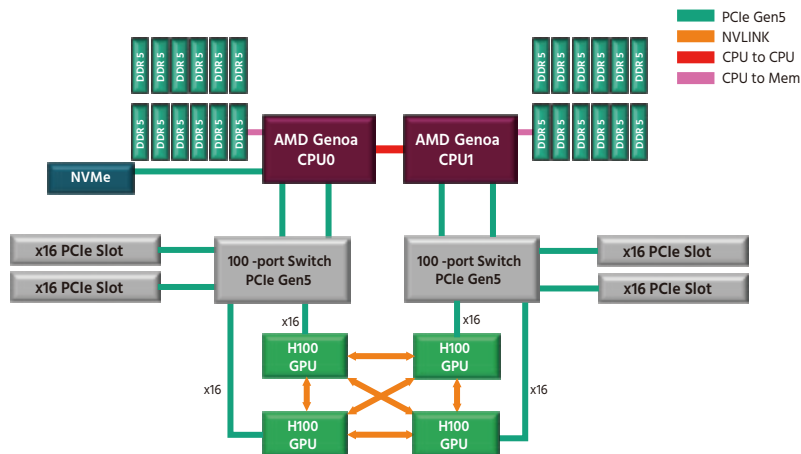 PCIe Gen5
NVLINK
CPU to CPU
CPU to Mem
DDR 5 DDR 5 DDR 5 DDR 5 DDR 5 DDR 5
DDR 5 DDR 5 DDR 5 DDR 5 DDR 5 DDR 5
DDR 5 DDR 5 DDR 5 DDR 5 DDR 5 DDR 5
DDR 5 DDR 5 DDR 5 DDR 5 DDR 5 DDR 5
AMD Genoa
CPU0
AMD Genoa
CPU1
NVMe
x16 PCIe Slot
x16 PCIe Slot
100 -port Switch
PCIe Gen5
100 -port Switch
PCIe Gen5
x16 PCIe Slot
x16 PCIe Slot
x16
x16
H100
GPU
H100
GPU
x16
x16
H100
GPU
H100
GPU